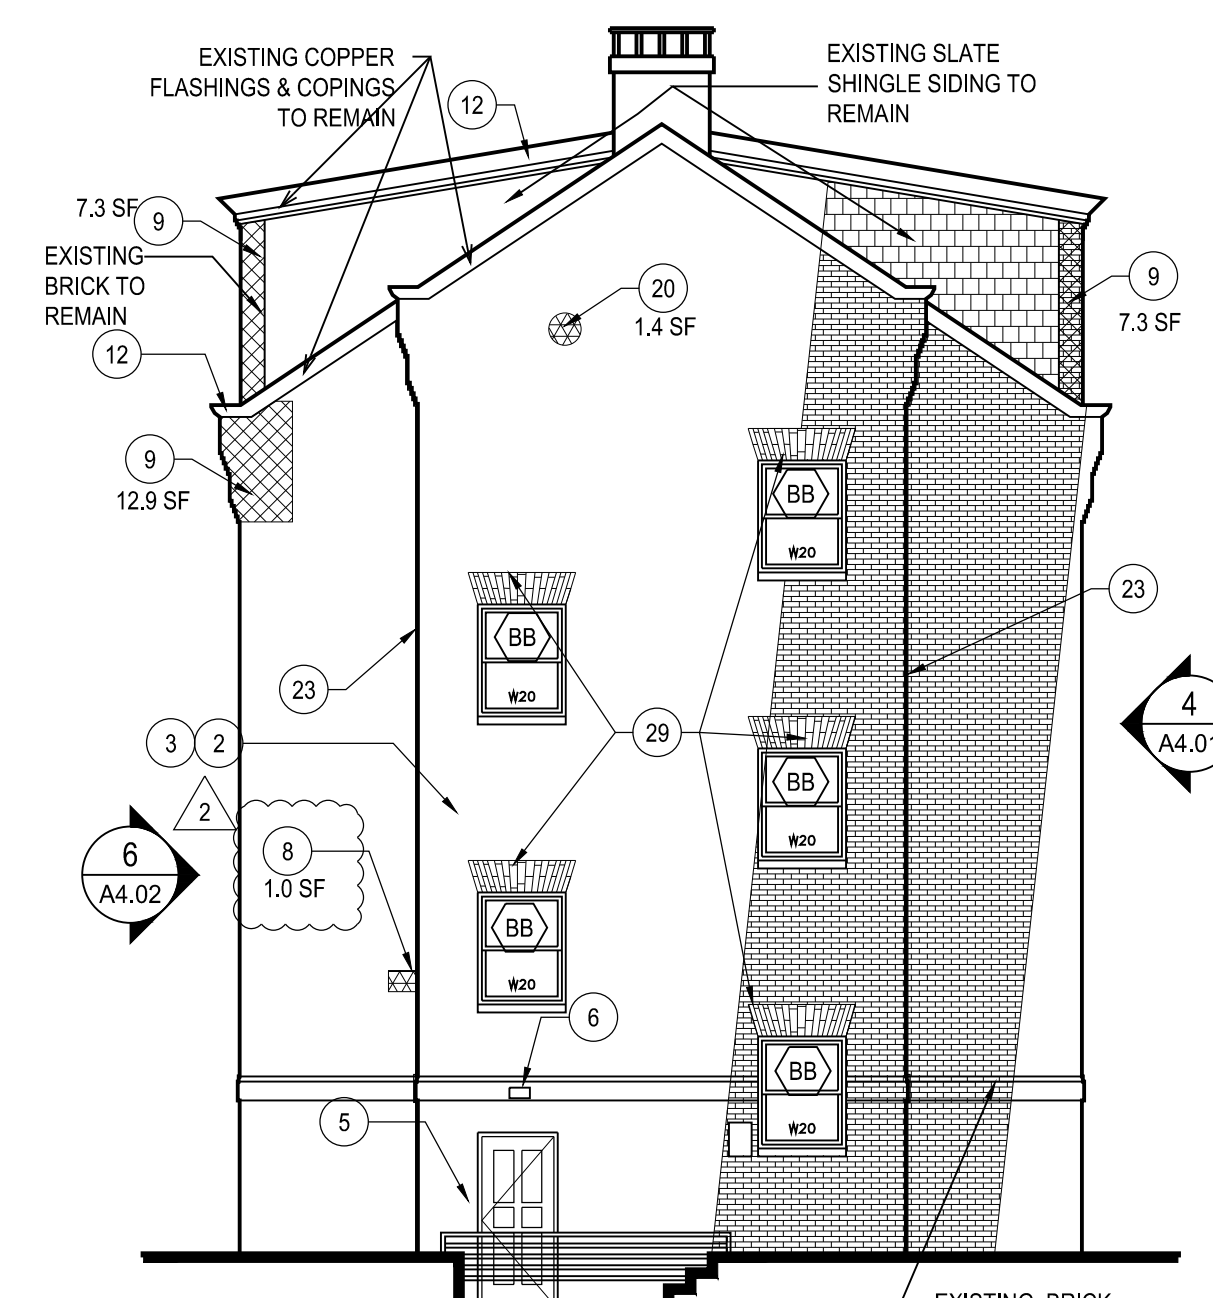 EXISTING COPPER
FLASHINGS & COPINGS
TO REMAIN
12
EXISTING SLATE
SHINGLE SIDING TO
REMAIN
7.3 SF
9
EXISTING
BRICK TO
REMAIN
12
20
1.4 SF
9
7.3 SF
9
12.9 SF
BB
W20
BB
W20
23
23
29
3
2
2
4
A4.01
BB
W20
6
A4.02
8
1.0 SF
BB
W20
6
BB
W20
5
EXISTING BRICK